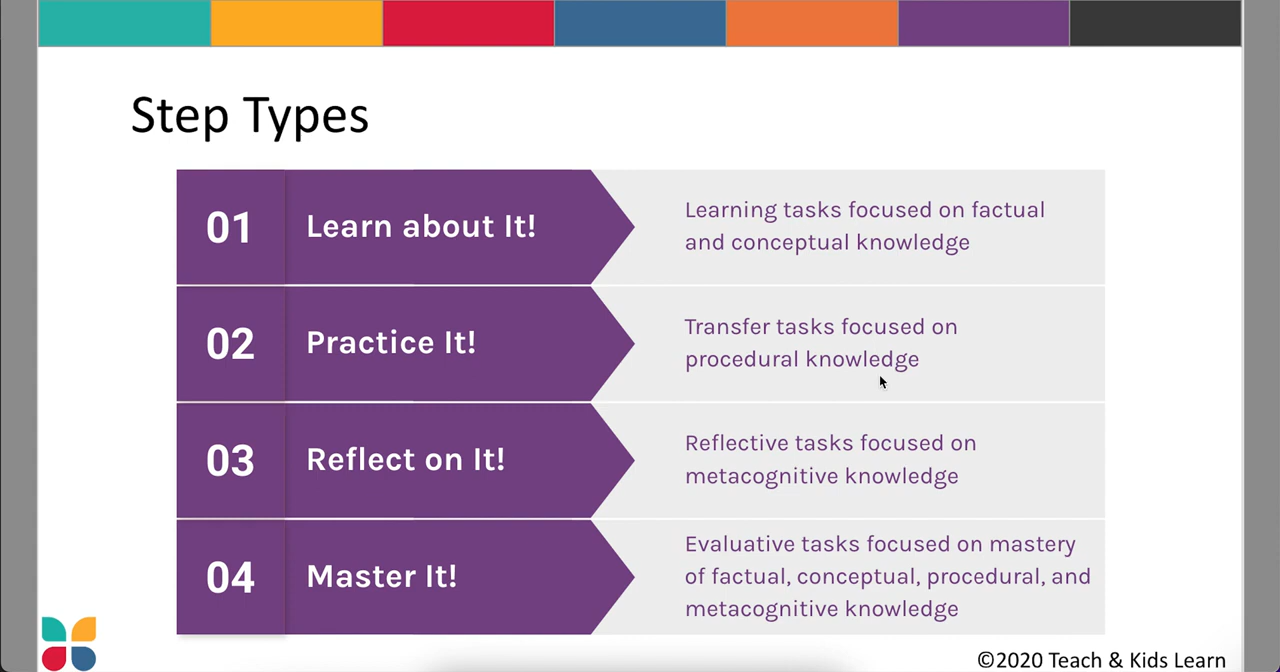 Step Types
01
Learn about It!
Learning tasks focused on factual
and conceptual knowledge
02
Practice It!
Transfer tasks focused on
procedural knowledge
03
Reflect on It!
Reflective tasks focused on
metacognitive knowledge
04
Master It!
Evaluative tasks focused on mastery
of factual, conceptual, procedural, and
metacognitive knowledge
©2020 Teach & Kids Learn